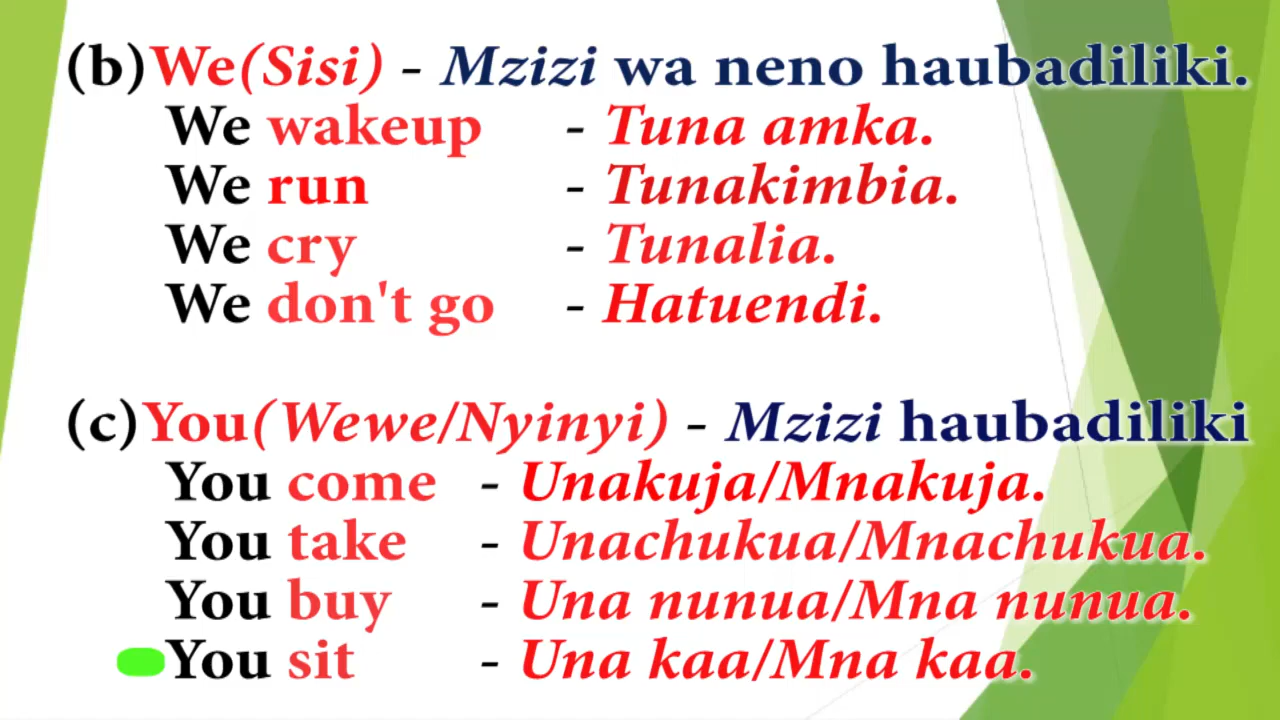 (b)We(Sisi) - Mzizi wa neno haubadiliki.
We wakeup - Tuna amka.
We run - Tunakimbia.
We cry - Tunalia.
We don't go - Hatuendi.
(c)You(Wewe/Nyinyi) - Mzizi haubadiliki
You come - Unakuja/Mnakuja.
You take - Unachukua/Mnachukua.
You buy - Una nunua/Mna nunua.
You sit - Una kaa/Mna kaa.